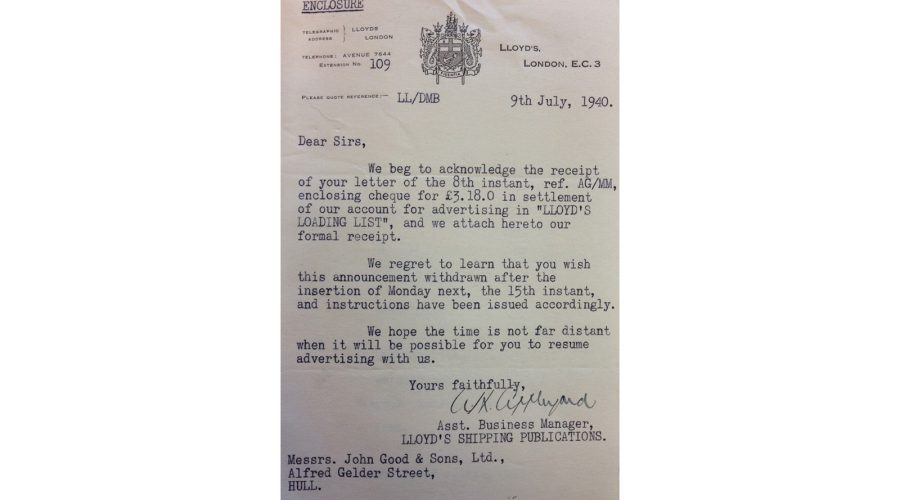 ENCLOSURE
TELEGRAPHIC ADDRESS } LLOYDS LONDON
TELEPHONE: AVENUE 7644
EXTENSION NO. 109
LLOYD'S,
LONDON, E.C. 3
FIDENTIA
PLEASE QUOTE REFERENCE:— LL/DMB
9th July, 1940.
Dear Sirs,
We beg to acknowledge the receipt
of your letter of the 8th instant, ref. AG/MM,
enclosing cheque for £3.18.0 in settlement
of our account for advertising in "LLOYD'S
LOADING LIST", and we attach hereto our
formal receipt.
We regret to learn that you wish
this announcement withdrawn after the
insertion of Monday next, the 15th instant,
and instructions have been issued accordingly.
We hope the time is not far distant
when it will be possible for you to resume
advertising with us.
Yours faithfully,
Asst. Business Manager,
LLOYD'S SHIPPING PUBLICATIONS.
Messrs. John Good & Sons, Ltd.,
Alfred Gelder Street,
HULL.